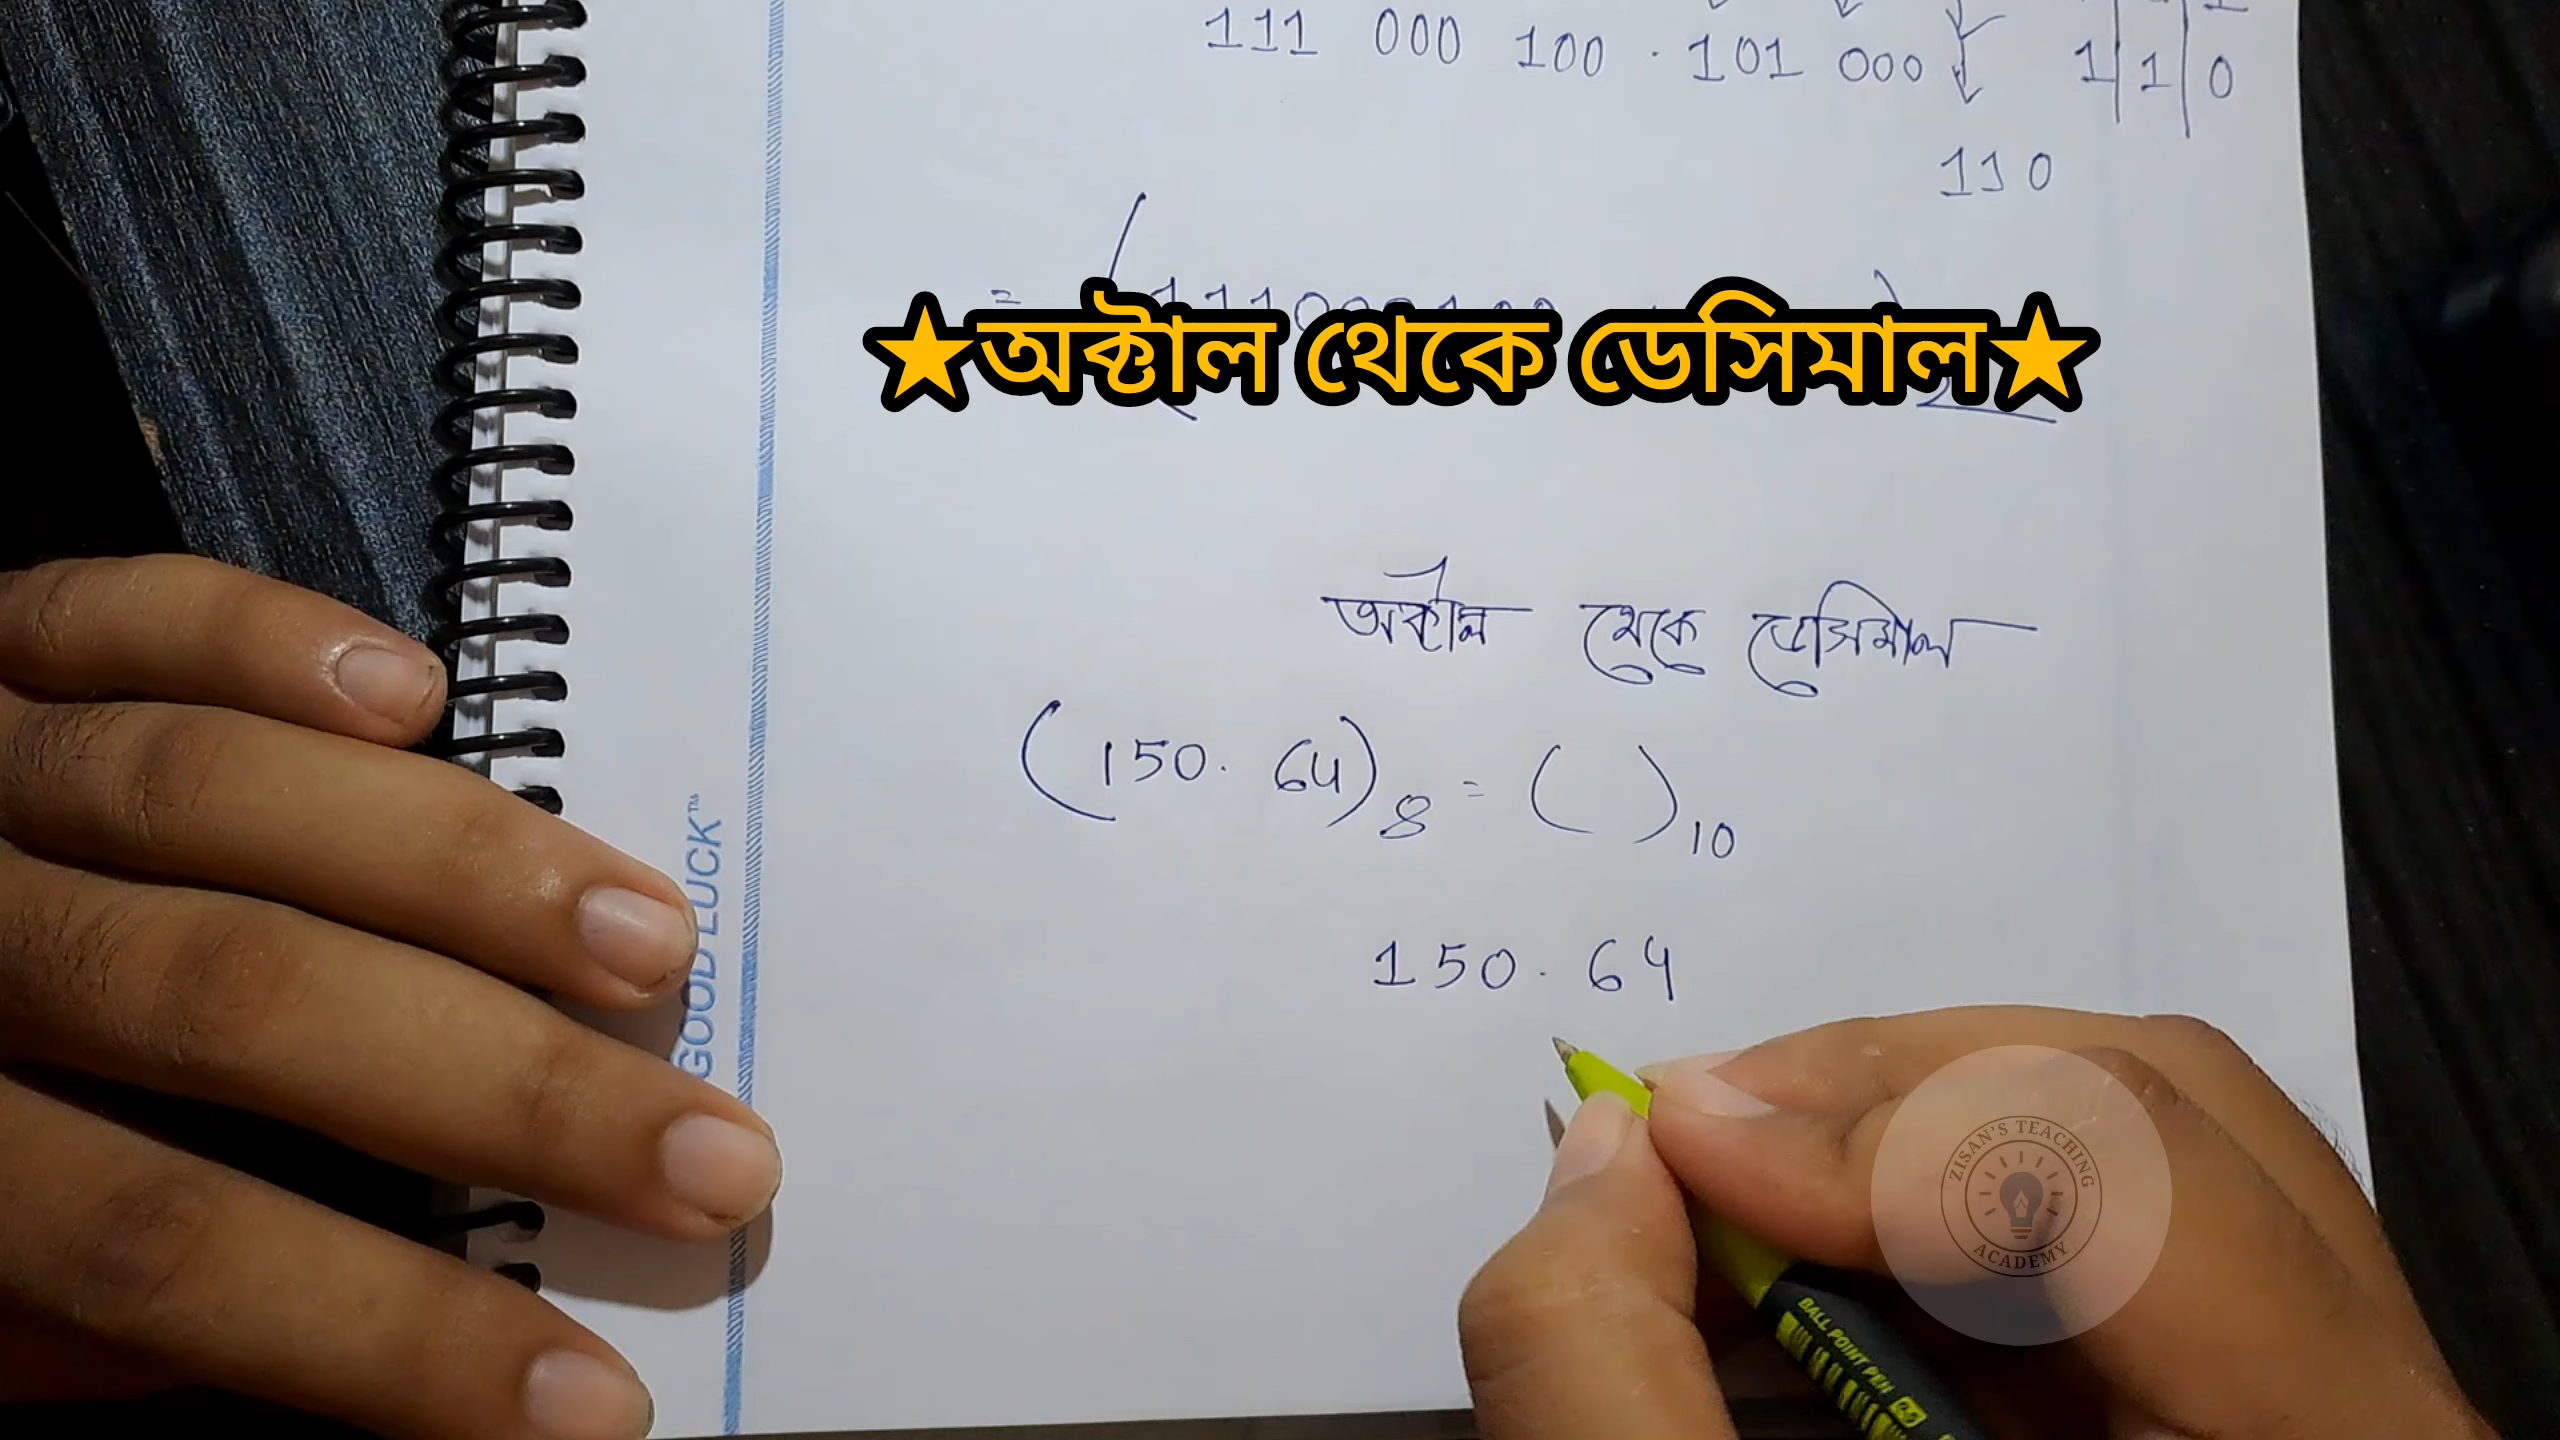 111 000 100 . 101 000 1 1 0
110
★অক্টাল থেকে ডেসিমাল★
অক্টাল থেকে ডেসিমাল
(150.64)8 = ( )10
150.64
GOOD LUCK™
ZISAN'S TEACHING
ACADEMY
BALL POINT PEN